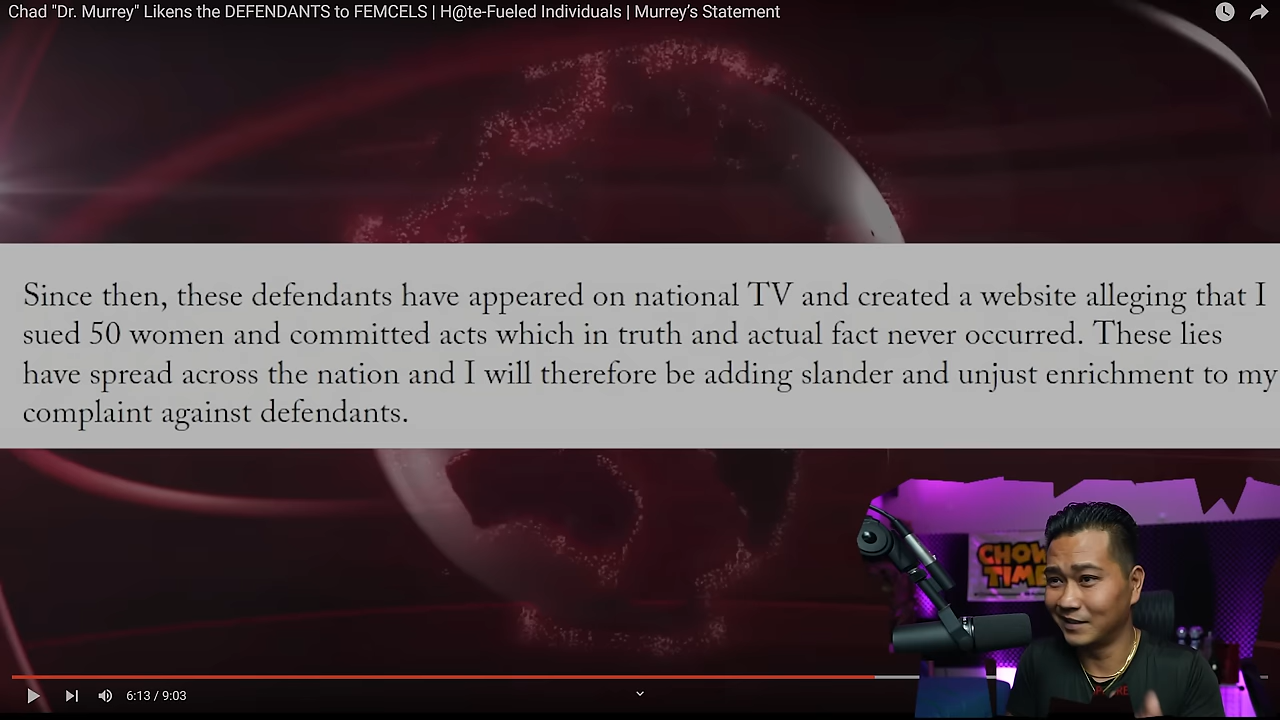 Chad "Dr. Murrey" Likens the DEFENDANTS to FEMCELS | H@te-Fueled Individuals | Murrey’s Statement
Since then, these defendants have appeared on national TV and created a website alleging that I
sued 50 women and committed acts which in truth and actual fact never occurred. These lies
have spread across the nation and I will therefore be adding slander and unjust enrichment to my
complaint against defendants.
CHOW
TIME
6:13 / 9:03